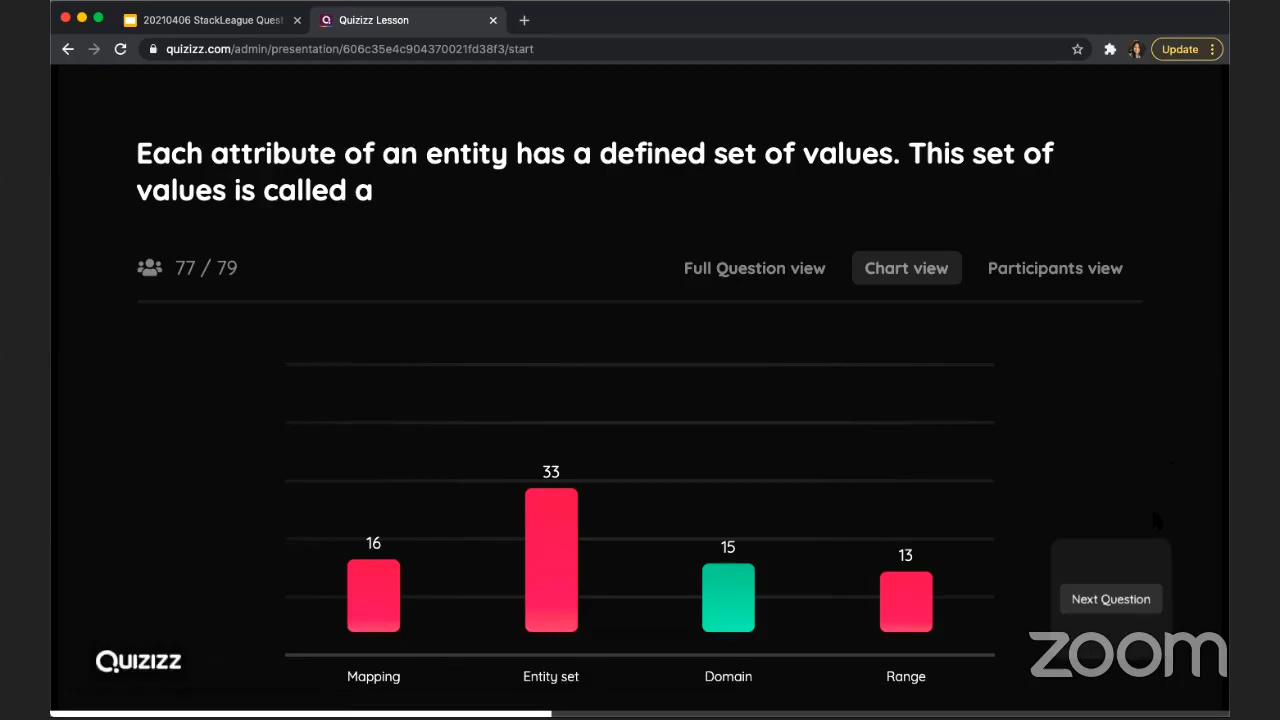 20210406 StackLeague Quest
Quizizz Lesson
quizizz.com/admin/presentation/606c35e4c904370021fd38f3/start
Update
Each attribute of an entity has a defined set of values. This set of
values is called a
77 / 79
Full Question view
Chart view
Participants view
33
16
15
13
Next Question
Mapping
Entity set
Domain
Range
QUIZIZZ
zoom